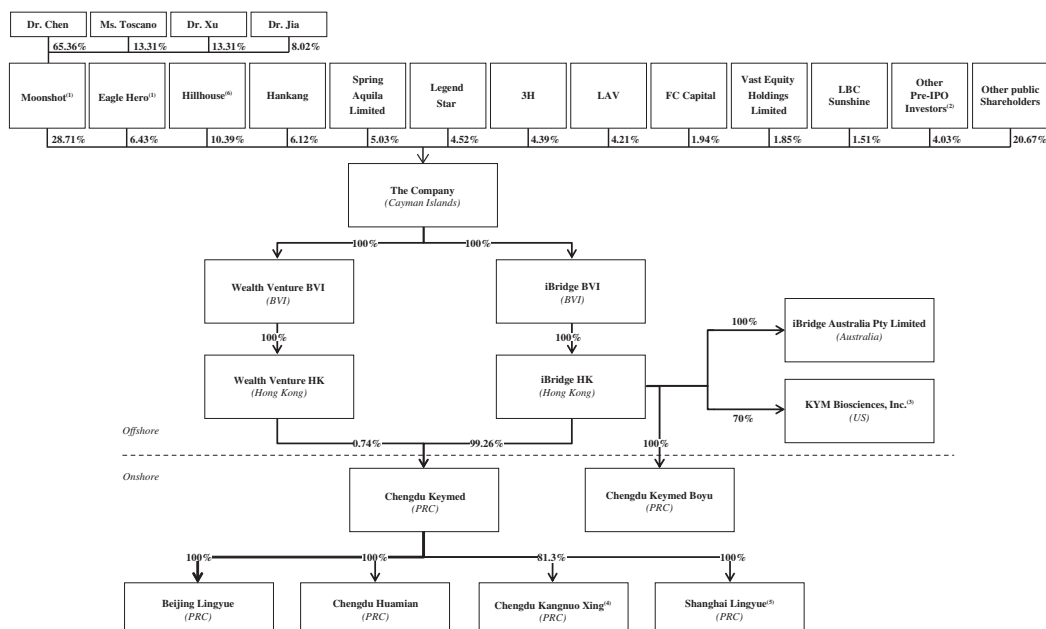 Dr. Chen
Ms. Toscano
Dr. Xu
Dr. Jia
65.36%
13.31%
13.31%
8.02%
Moonshot(1)
Eagle Hero(1)
Hillhouse(6)
Hankang
Spring
Aquila
Limited
Legend
Star
3H
LAV
FC Capital
Vast Equity
Holdings
Limited
LBC
Sunshine
Other
Pre-IPO
Investors(2)
Other public
Shareholders
28.71%
6.43%
10.39%
6.12%
5.03%
4.52%
4.39%
4.21%
1.94%
1.85%
1.51%
4.03%
20.67%
The Company
(Cayman Islands)
100%
100%
Wealth Venture BVI
(BVI)
iBridge BVI
(BVI)
100%
100%
100%
iBridge Australia Pty Limited
(Australia)
Wealth Venture HK
(Hong Kong)
iBridge HK
(Hong Kong)
70%
KYM Biosciences, Inc.(3)
(US)
Offshore
0.74%
99.26%
100%
Onshore
Chengdu Keymed
(PRC)
Chengdu Keymed Boyu
(PRC)
100%
100%
81.3%
100%
Beijing Lingyue
(PRC)
Chengdu Huamian
(PRC)
Chengdu Kangnuo Xing(4)
(PRC)
Shanghai Lingyue(5)
(PRC)